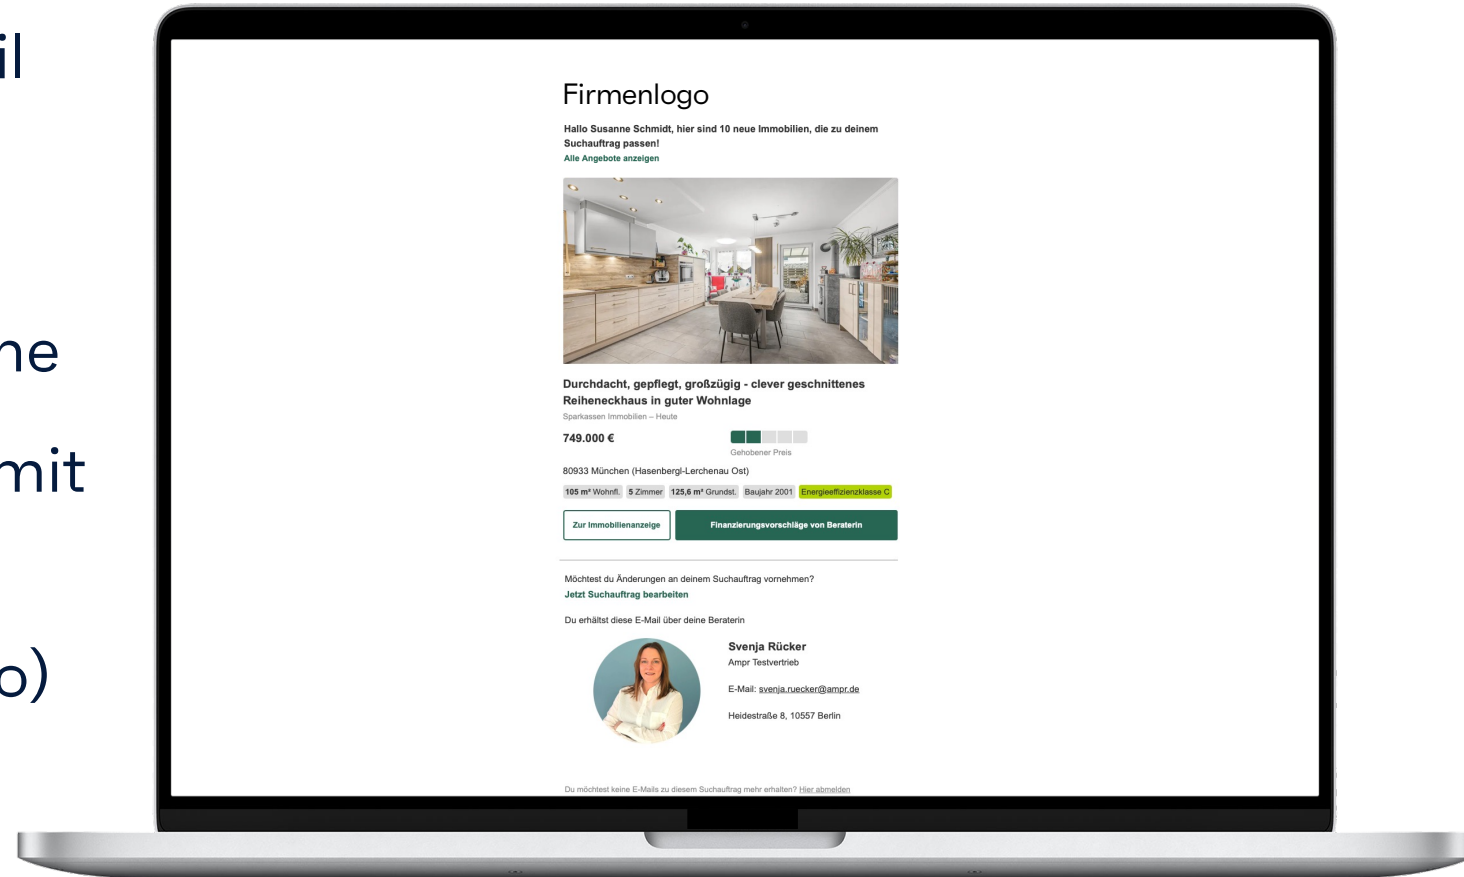 il
ne
mit
o)
Firmenlogo
Hallo Susanne Schmidt, hier sind 10 neue Immobilien, die zu deinem
Suchauftrag passen!
Alle Angebote anzeigen
Durchdacht, gepflegt, großzügig - clever geschnittenes
Reiheneckhaus in guter Wohnlage
Sparkassen Immobilien – Heute
749.000 €
Gehobener Preis
80933 München (Hasenbergl-Lerchenau Ost)
105 m² Wohnfl. 5 Zimmer 125,6 m² Grundst. Baujahr 2001 Energieeffizienzklasse C
Zur Immobilienanzeige Finanzierungsvorschläge von BeraterIn
Möchtest du Änderungen an deinem Suchauftrag vornehmen?
Jetzt Suchauftrag bearbeiten
Du erhältst diese E-Mail über deine Beraterin
Svenja Rücker
Ampr Testvertrieb
E-Mail: svenja.ruecker@ampr.de
Heidestraße 8, 10557 Berlin
Du möchtest keine E-Mails zu diesem Suchauftrag mehr erhalten? Hier abmelden